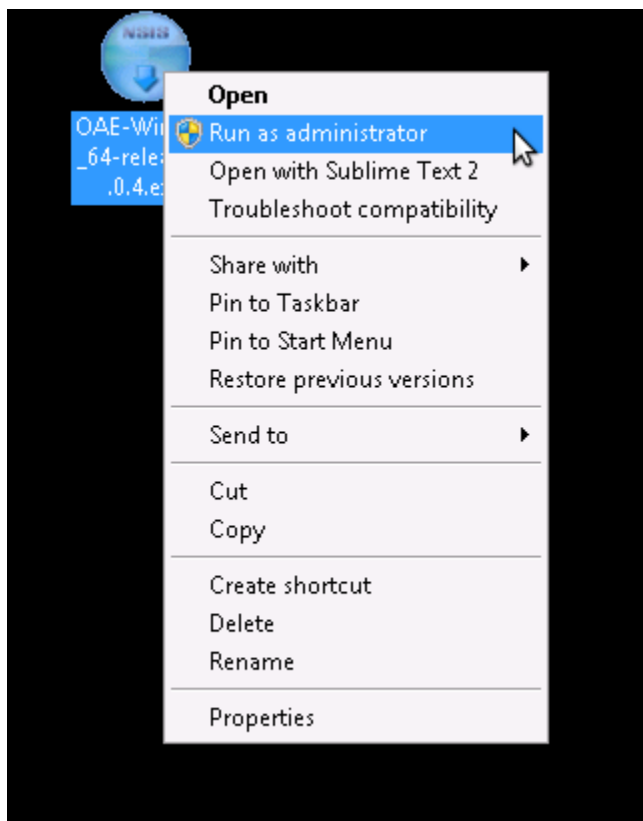 NSIS
OAE-Wi
_64-rele
.0.4.e
Open
Run as administrator
Open with Sublime Text 2
Troubleshoot compatibility
Share with
Pin to Taskbar
Pin to Start Menu
Restore previous versions
Send to
Cut
Copy
Create shortcut
Delete
Rename
Properties